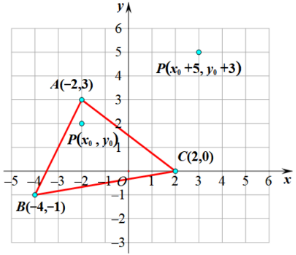 y
6
5
P(x₀ +5, y₀ +3)
4
A(−2,3)
3
2
P(x₀ , y₀)
1
C(2,0)
−5 −4 −3 −2 −1 O 1 2 3 4 5 6 x
B(−4,−1)
−1
−2
−3